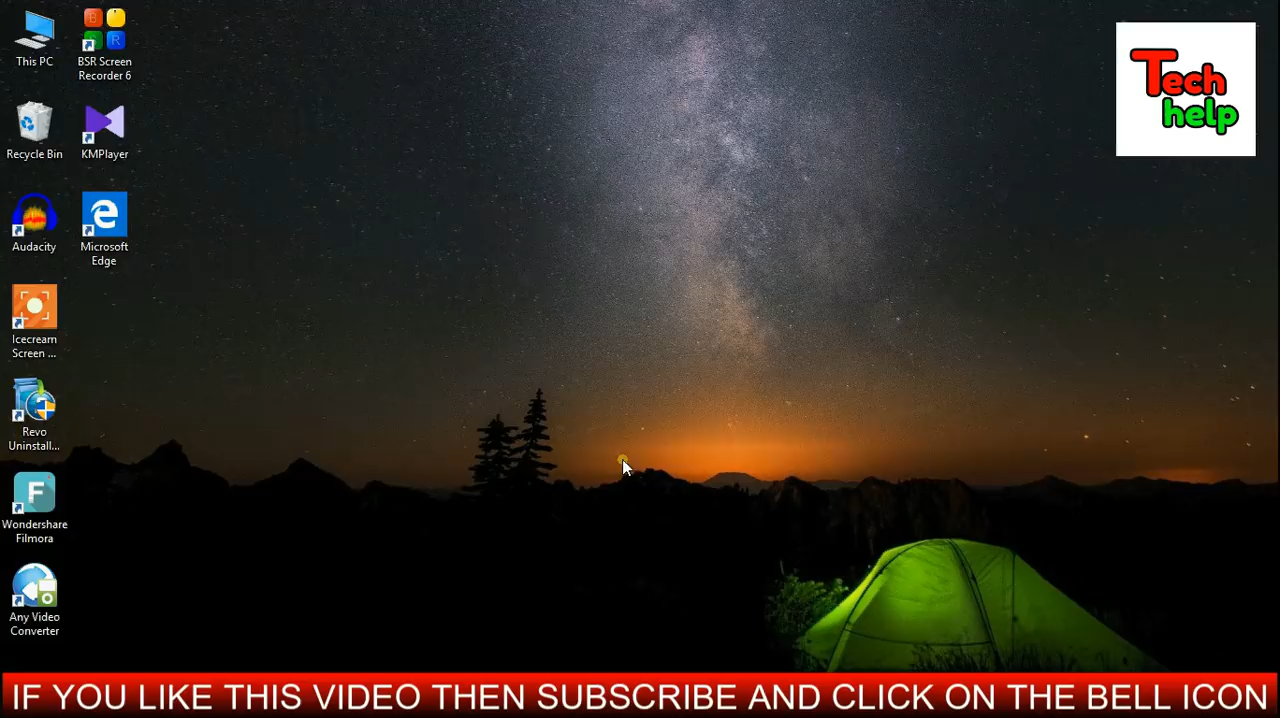 This PC
BSR Screen
Recorder 6
Tech
help
Recycle Bin
KMPlayer
Audacity
Microsoft
Edge
Icecream
Screen ...
Revo
Uninstall...
F
Wondershare
Filmora
Any Video
Converter
IF YOU LIKE THIS VIDEO THEN SUBSCRIBE AND CLICK ON THE BELL ICON